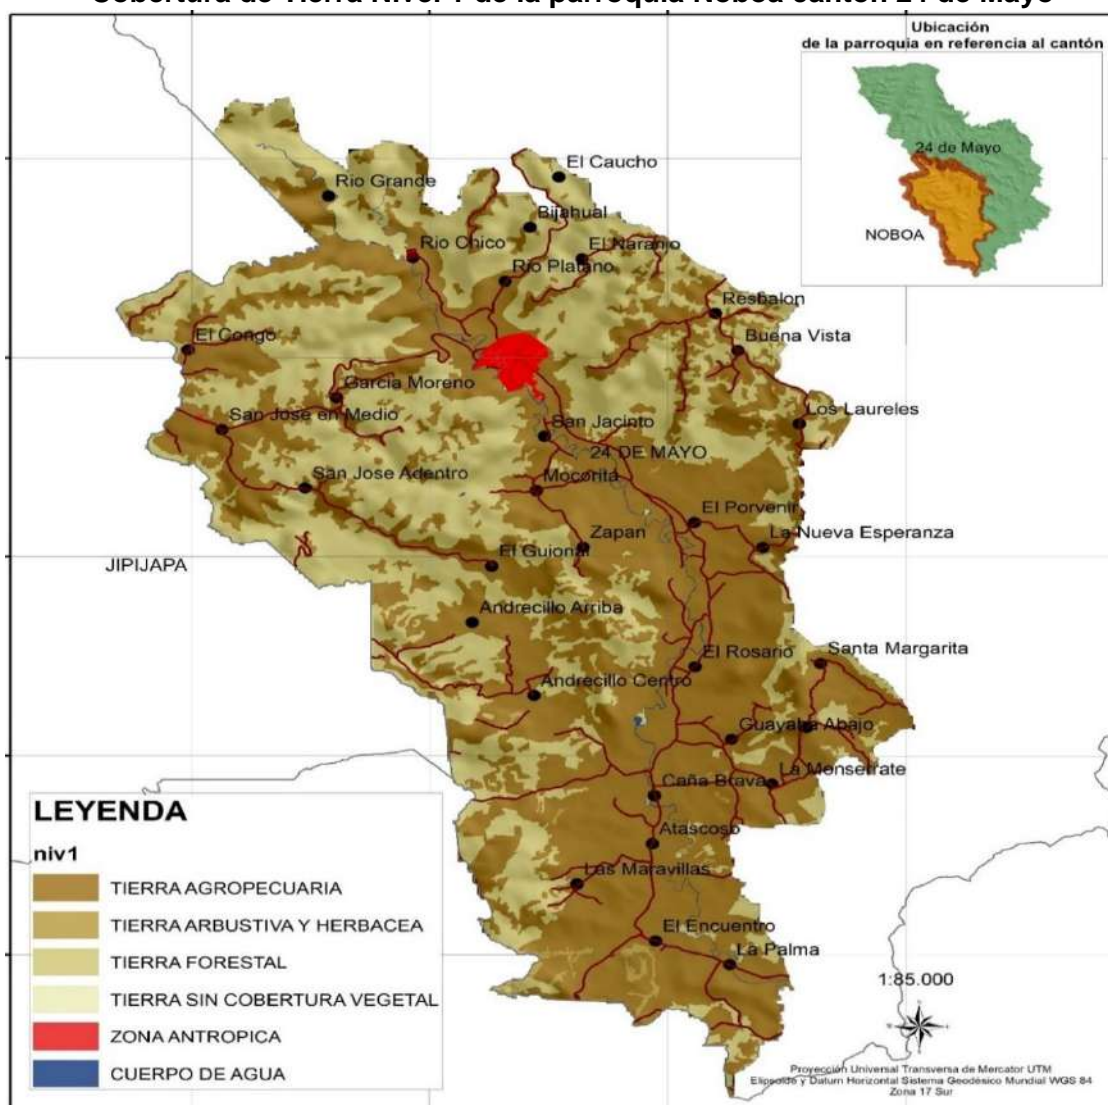 Cobertura de Tierra Nivel 1 de la parroquia Noboa cantón 24 de Mayo
Ubicación
de la parroquia en referencia al cantón
24 de Mayo
NOBOA
El Caucho
Rio Grande
Bijahual
Rio Chico
El Naranjo
Rio Platano
Resbalon
El Congo
Buena Vista
Garcia Moreno
San Jose en Medio
San Jacinto
Los Laureles
24 DE MAYO
San Jose Adentro
Mocorita
El Porvenir
Zapan
La Nueva Esperanza
JIPIJAPA
El Guional
Andrecillo Arriba
El Rosario
Santa Margarita
Andrecillo Centro
Guayaba Abajo
Caña Brava
La Monserrate
Atascoso
Las Maravillas
El Encuentro
La Palma
LEYENDA
niv1
TIERRA AGROPECUARIA
TIERRA ARBUSTIVA Y HERBACEA
TIERRA FORESTAL
TIERRA SIN COBERTURA VEGETAL
ZONA ANTROPICA
CUERPO DE AGUA
1:85.000
Proyección Universal Transversa de Mercator UTM
Elipsoide y Datum Horizontal Sistema Geodésico Mundial WGS 84
Zona 17 Sur